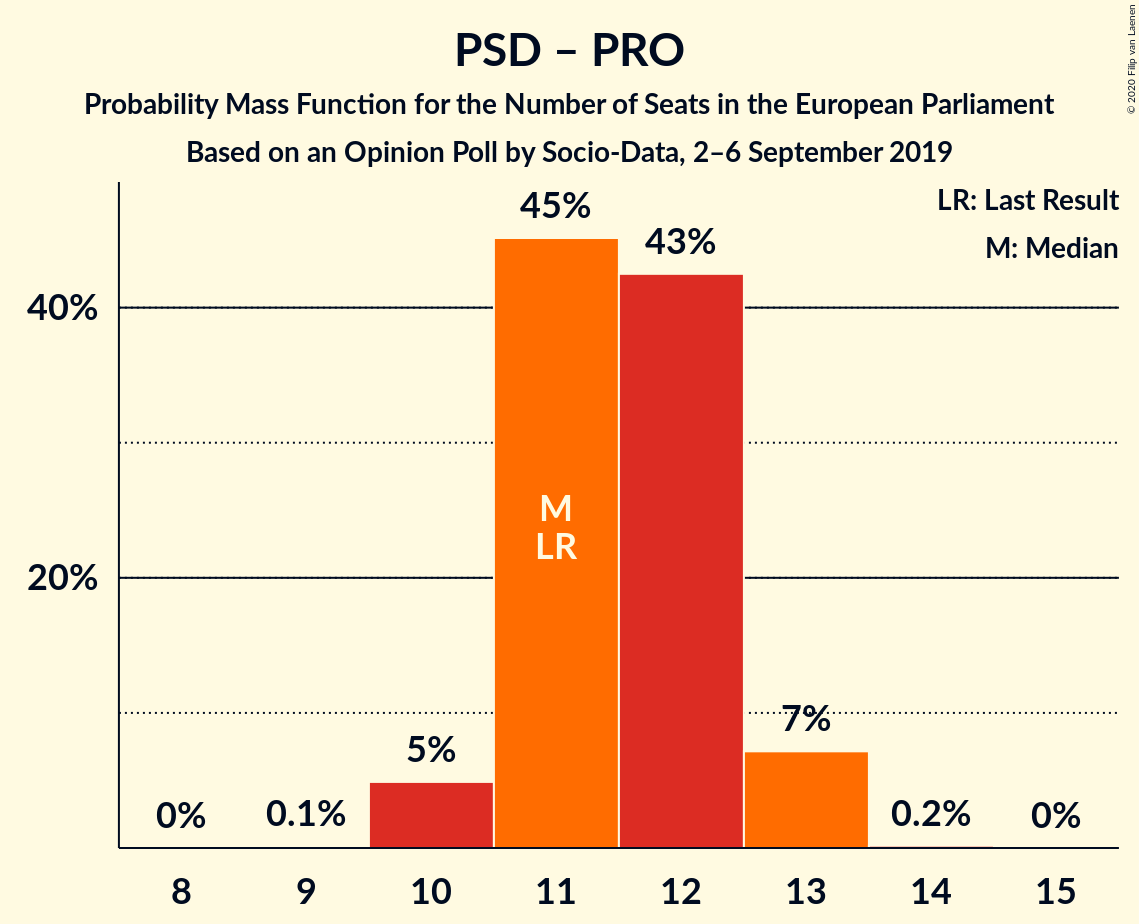 PSD – PRO
Probability Mass Function for the Number of Seats in the European Parliament
Based on an Opinion Poll by Socio-Data, 2–6 September 2019
© 2020 Filip van Laenen
LR: Last Result
M: Median
45%
43%
40%
M
LR
20%
7%
5%
0%
0.1%
0.2%
0%
8
9
10
11
12
13
14
15